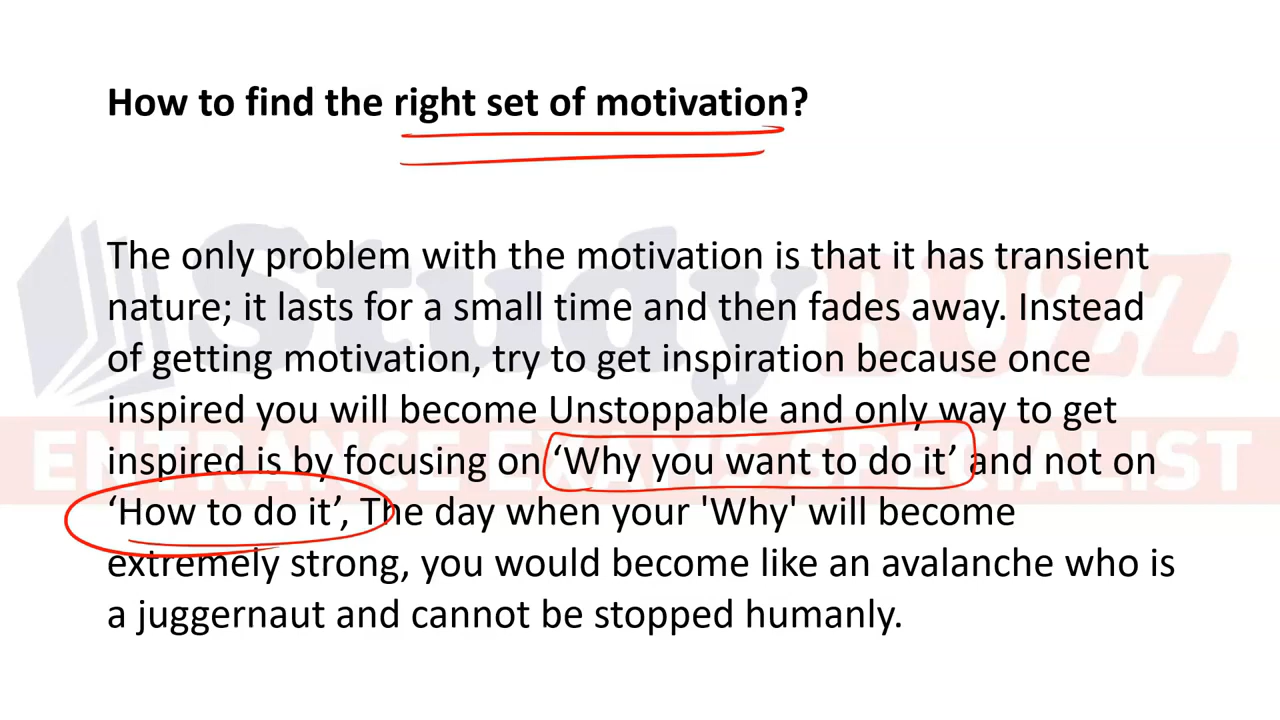 How to find the right set of motivation?
The only problem with the motivation is that it has transient
nature; it lasts for a small time and then fades away. Instead
of getting motivation, try to get inspiration because once
inspired you will become Unstoppable and only way to get
inspired is by focusing on ‘Why you want to do it’ and not on
‘How to do it’, The day when your 'Why' will become
extremely strong, you would become like an avalanche who is
a juggernaut and cannot be stopped humanly.
StudyBUZZ
ENTRANCE EXAMS SPECIALIST